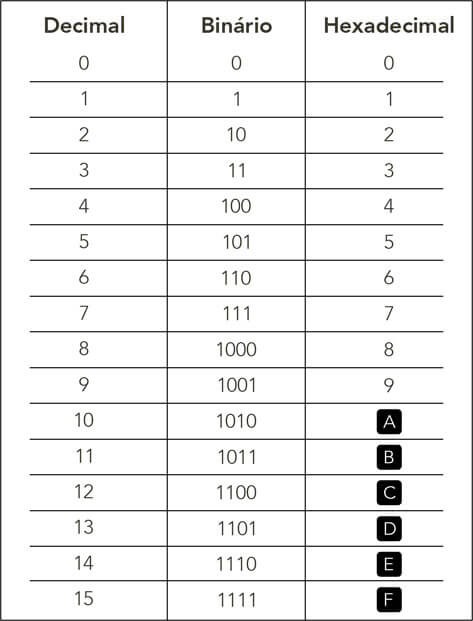 Decimal Binário Hexadecimal
0 0 0
1 1 1
2 10 2
3 11 3
4 100 4
5 101 5
6 110 6
7 111 7
8 1000 8
9 1001 9
10 1010 A
11 1011 B
12 1100 C
13 1101 D
14 1110 E
15 1111 F